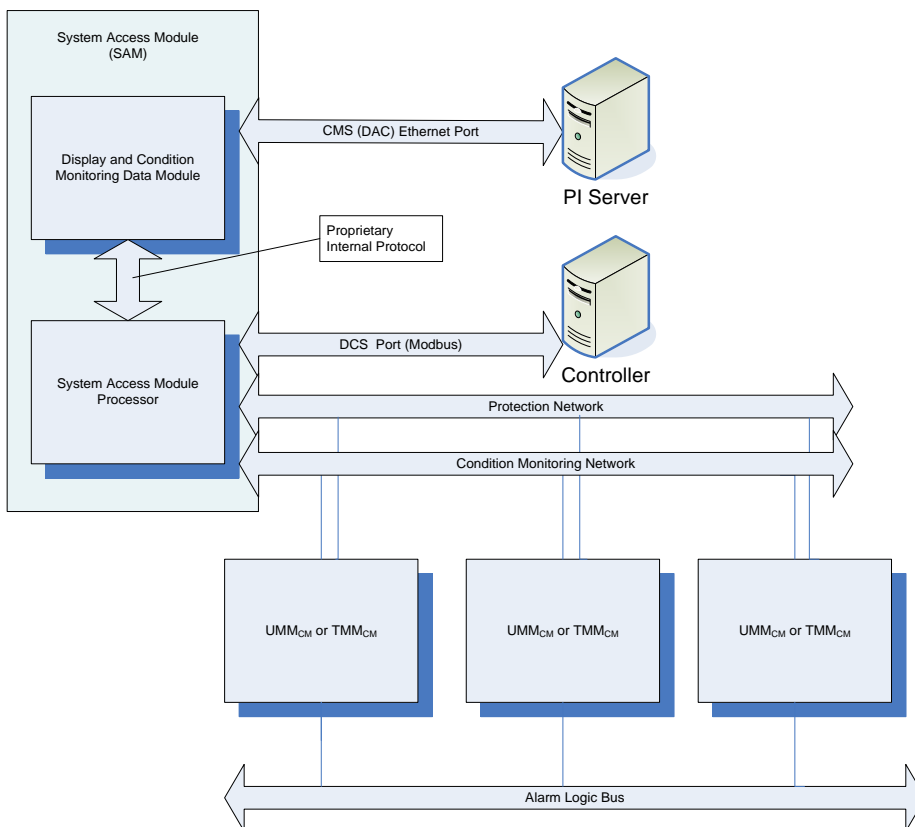 System Access Module
(SAM)
Display and Condition
Monitoring Data Module
CMS (DAC) Ethernet Port
PI Server
Proprietary
Internal Protocol
System Access Module
Processor
DCS Port (Modbus)
Controller
Protection Network
Condition Monitoring Network
UMMCM or TMMCM
UMMCM or TMMCM
UMMCM or TMMCM
Alarm Logic Bus